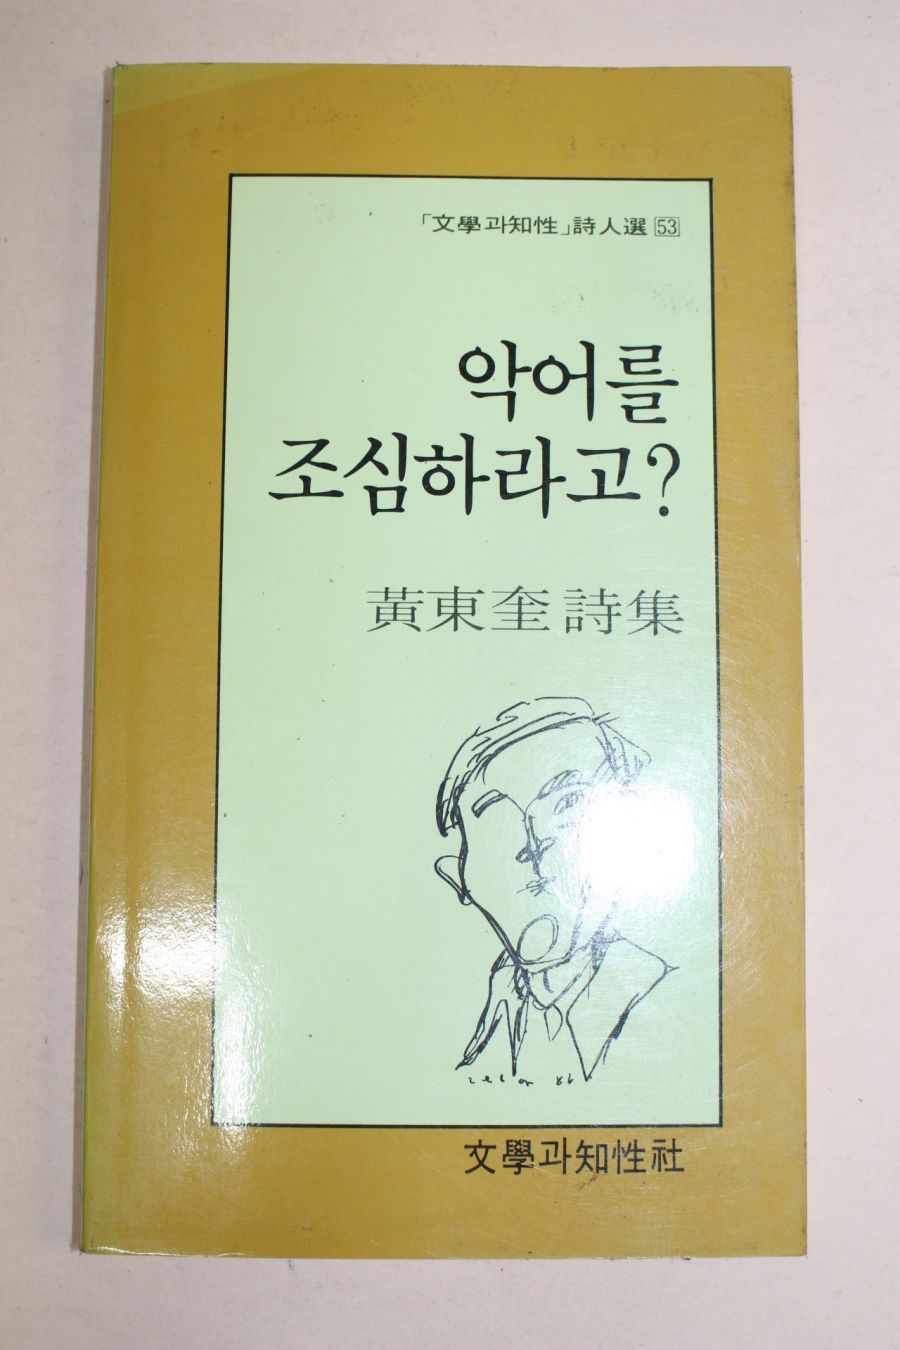 「文學과知性」詩人選 53
악어를
조심하라고?
黃東奎 詩集
文學과知性社